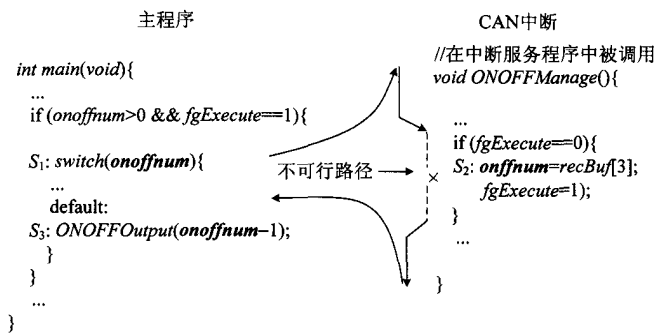 主程序
int main(void){
...
if (onoffnum>0 && fgExecute==1){
S1: switch(onoffnum){
...
default:
S3: ONOFFOutput(onoffnum−1);
}
}
...
}
不可行路径
×
CAN中断
//在中断服务程序中被调用
void ONOFFManage(){
...
if (fgExecute==0){
S2: onffnum=recBuf[3];
fgExecute=1);
}
...
}